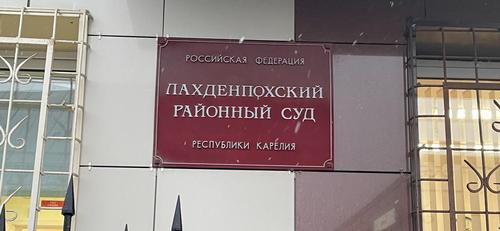 РОССИЙСКАЯ ФЕДЕРАЦИЯ
ЛАХДЕНПОХСКИЙ
РАЙОННЫЙ СУД
РЕСПУБЛИКИ КАРЕЛИЯ